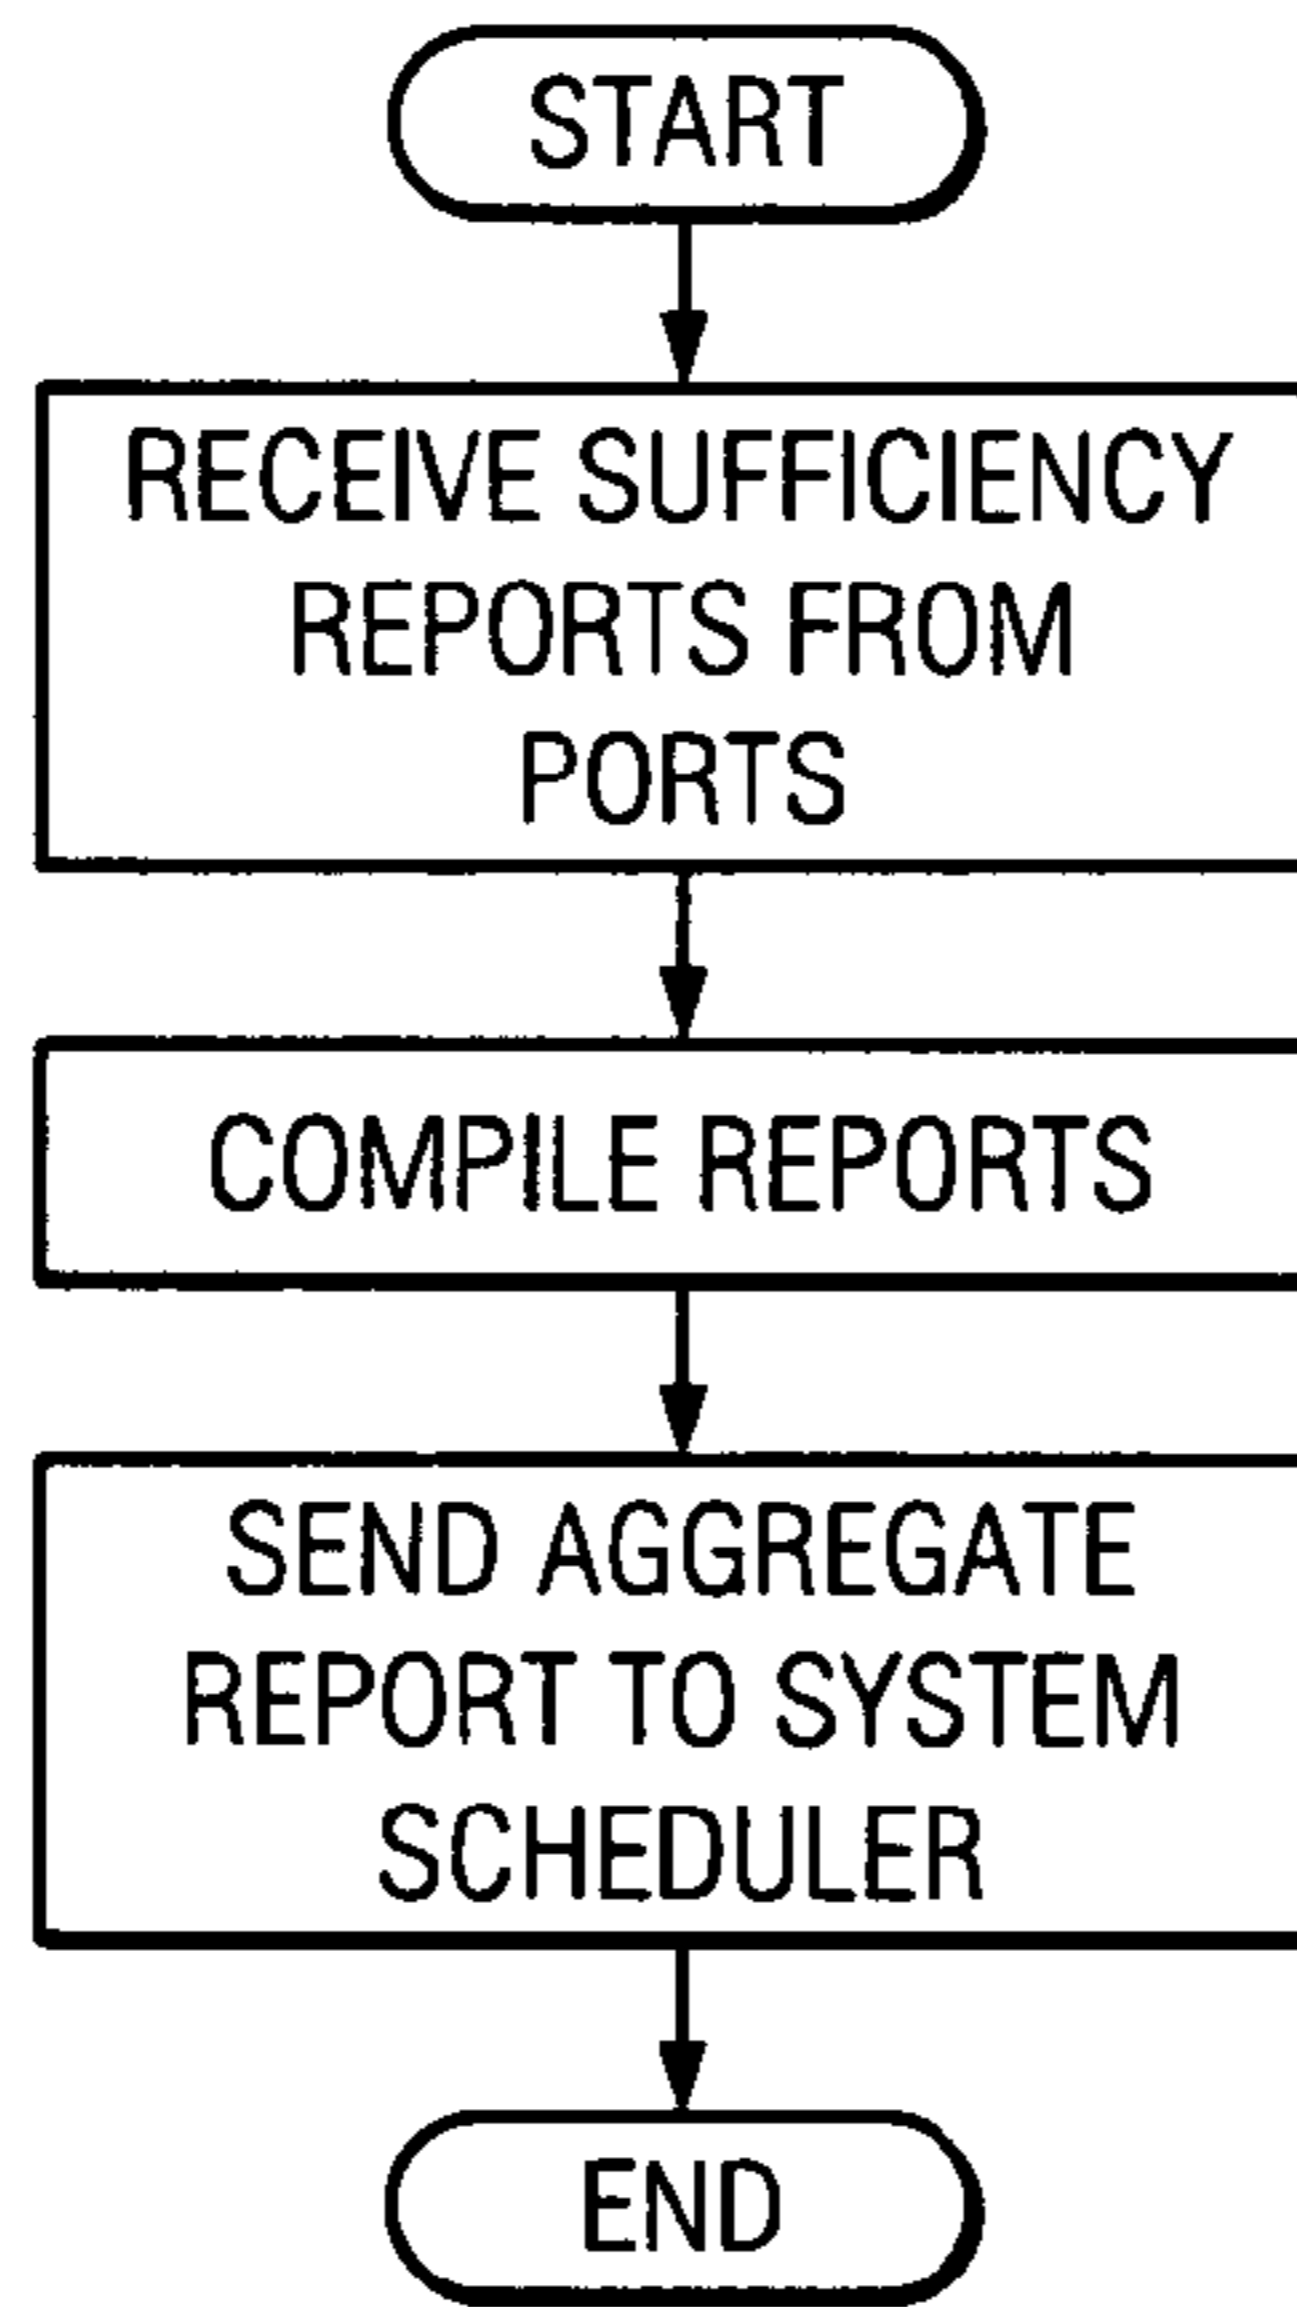 START
RECEIVE SUFFICIENCY
REPORTS FROM
PORTS
COMPILE REPORTS
SEND AGGREGATE
REPORT TO SYSTEM
SCHEDULER
END